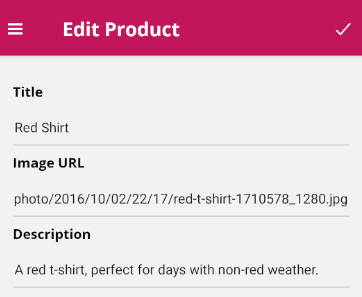 Edit Product
Title
Red Shirt
Image URL
photo/2016/10/02/22/17/red-t-shirt-1710578_1280.jpg
Description
A red t-shirt, perfect for days with non-red weather.